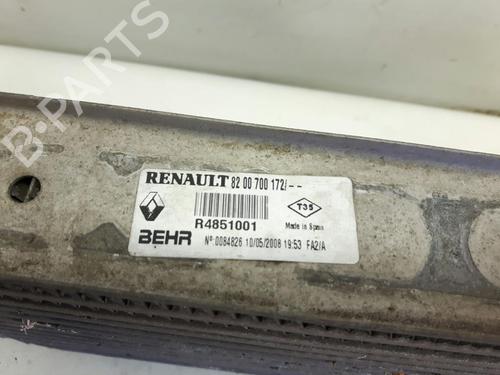 B-PARTS
RENAULT 82 00 700 172/--
R4851001
T35
Made in Spain
BEHR
Nº 0084826 10/05/2008 19:53 FA2/A